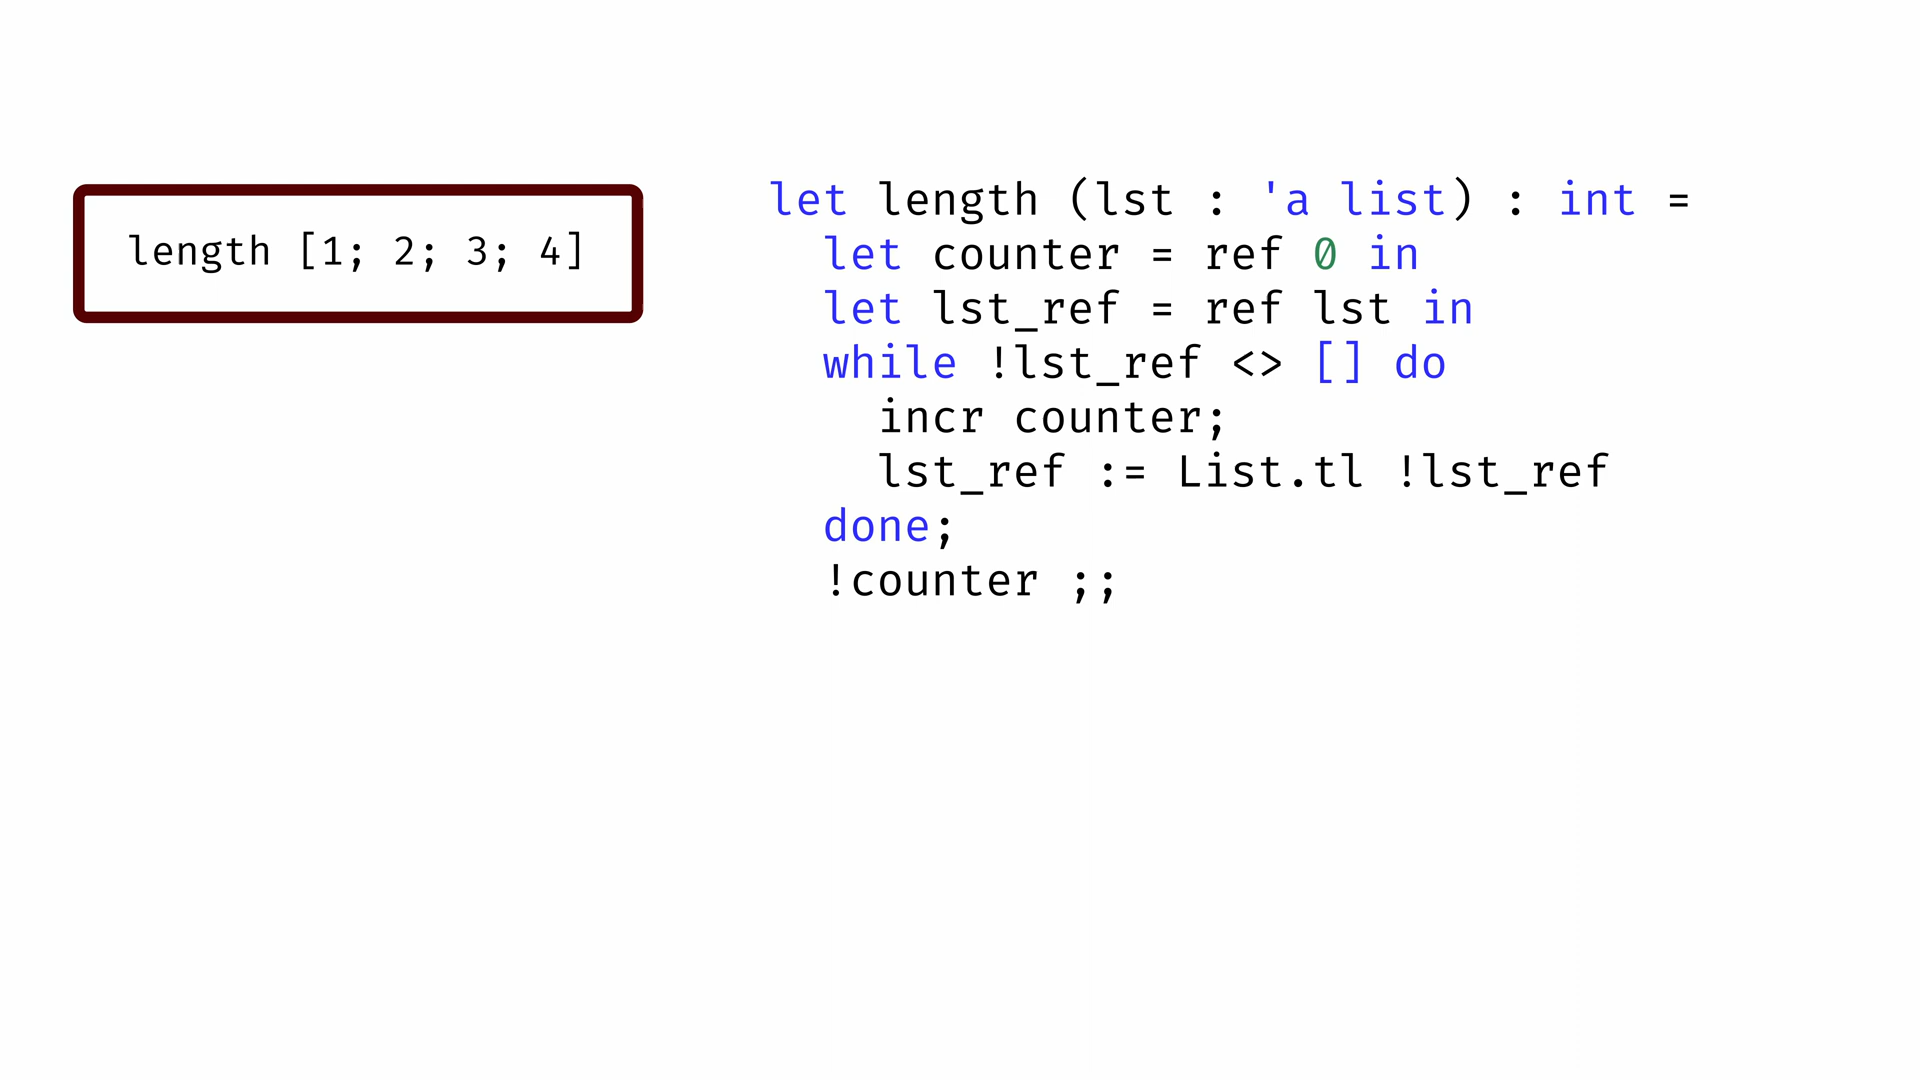 length [1; 2; 3; 4]
let length (lst : 'a list) : int =
  let counter = ref 0 in
  let lst_ref = ref lst in
  while !lst_ref <> [] do
    incr counter;
    lst_ref := List.tl !lst_ref
  done;
  !counter ;;